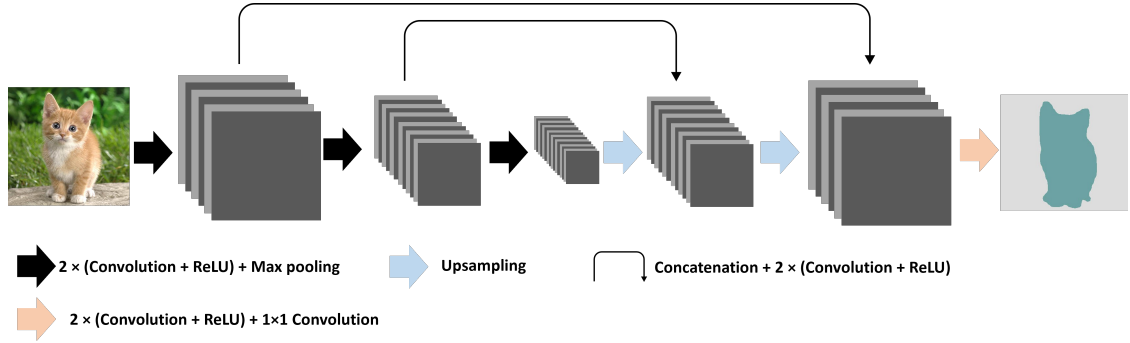 2 × (Convolution + ReLU) + Max pooling
Upsampling
Concatenation + 2 × (Convolution + ReLU)
2 × (Convolution + ReLU) + 1×1 Convolution